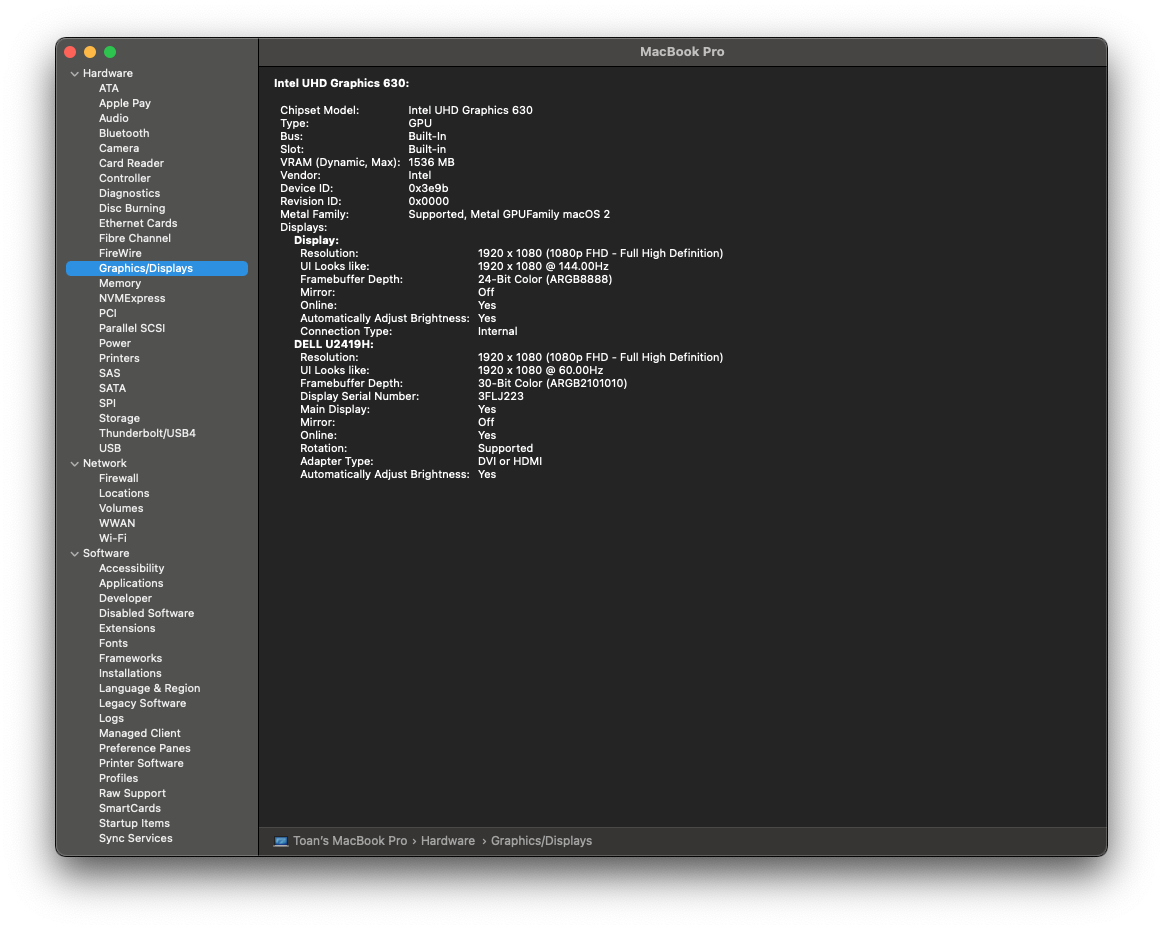 MacBook Pro
Hardware
ATA
Apple Pay
Audio
Bluetooth
Camera
Card Reader
Controller
Diagnostics
Disc Burning
Ethernet Cards
Fibre Channel
FireWire
Graphics/Displays
Memory
NVMExpress
PCI
Parallel SCSI
Power
Printers
SAS
SATA
SPI
Storage
Thunderbolt/USB4
USB
Network
Firewall
Locations
Volumes
WWAN
Wi-Fi
Software
Accessibility
Applications
Developer
Disabled Software
Extensions
Fonts
Frameworks
Installations
Language & Region
Legacy Software
Logs
Managed Client
Preference Panes
Printer Software
Profiles
Raw Support
SmartCards
Startup Items
Sync Services
Intel UHD Graphics 630:
Chipset Model: Intel UHD Graphics 630
Type: GPU
Bus: Built-In
Slot: Built-in
VRAM (Dynamic, Max): 1536 MB
Vendor: Intel
Device ID: 0x3e9b
Revision ID: 0x0000
Metal Family: Supported, Metal GPUFamily macOS 2
Displays:
Display:
Resolution: 1920 x 1080 (1080p FHD - Full High Definition)
UI Looks like: 1920 x 1080 @ 144.00Hz
Framebuffer Depth: 24-Bit Color (ARGB8888)
Mirror: Off
Online: Yes
Automatically Adjust Brightness: Yes
Connection Type: Internal
DELL U2419H:
Resolution: 1920 x 1080 (1080p FHD - Full High Definition)
UI Looks like: 1920 x 1080 @ 60.00Hz
Framebuffer Depth: 30-Bit Color (ARGB2101010)
Display Serial Number: 3FLJ223
Main Display: Yes
Mirror: Off
Online: Yes
Rotation: Supported
Adapter Type: DVI or HDMI
Automatically Adjust Brightness: Yes
Toan's MacBook Pro › Hardware › Graphics/Displays